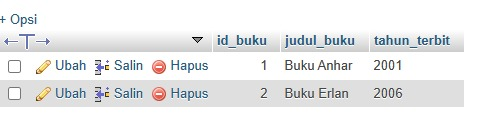 + Opsi
←T→ id_buku judul_buku tahun_terbit
Ubah Salin Hapus 1 Buku Anhar 2001
Ubah Salin Hapus 2 Buku Erlan 2006